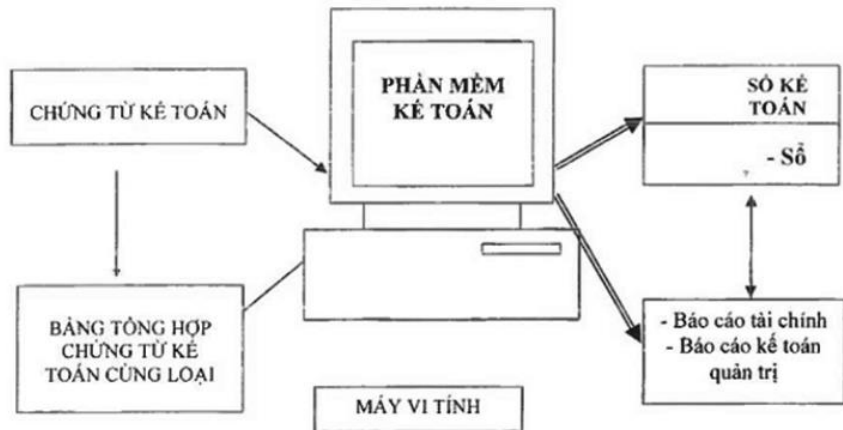 CHỨNG TỪ KẾ TOÁN
PHẦN MỀM
KẾ TOÁN
SỔ KẾ
TOÁN
- Sổ
BẢNG TỔNG HỢP
CHỨNG TỪ KẾ
TOÁN CÙNG LOẠI
- Báo cáo tài chính
- Báo cáo kế toán
quản trị
MÁY VI TÍNH